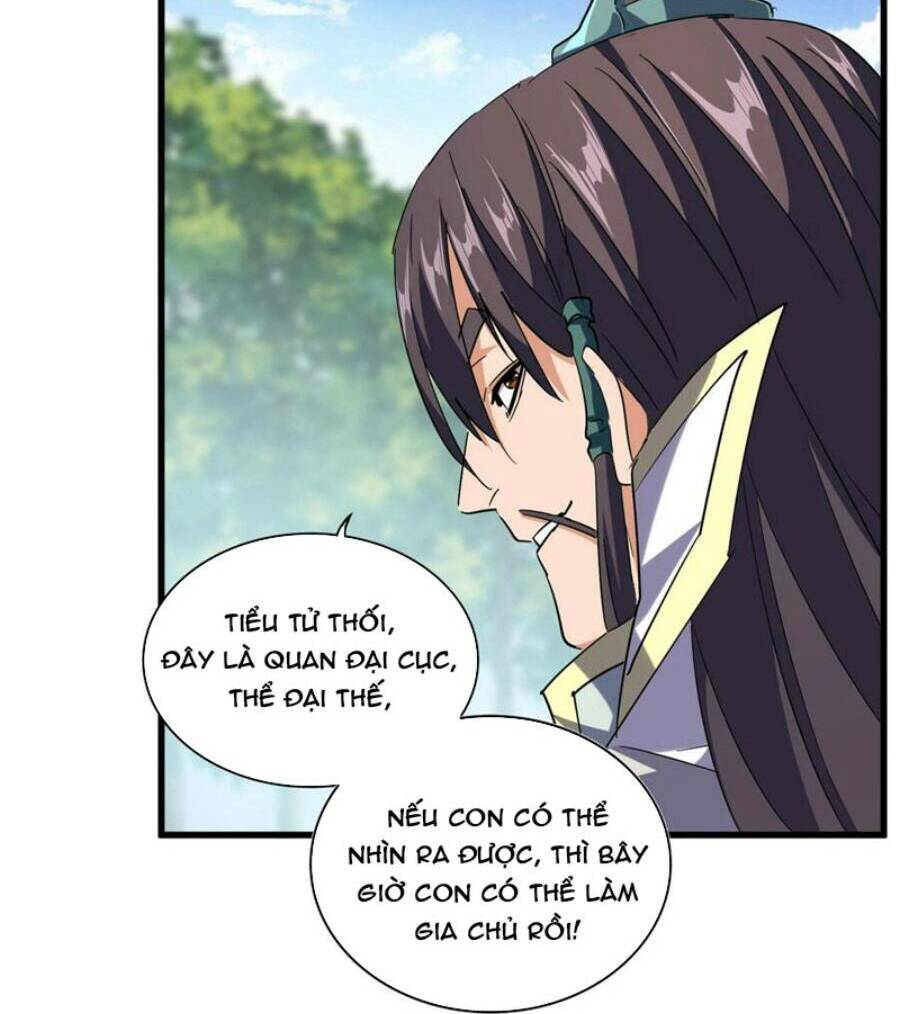 TIỂU TỬ THỐI,
ĐÂY LÀ QUAN ĐẠI CỤC,
THỂ ĐẠI THẾ,
NẾU CON CÓ THỂ
NHÌN RA ĐƯỢC, THÌ BÂY
GIỜ CON CÓ THỂ LÀM
GIA CHỦ RỒI!